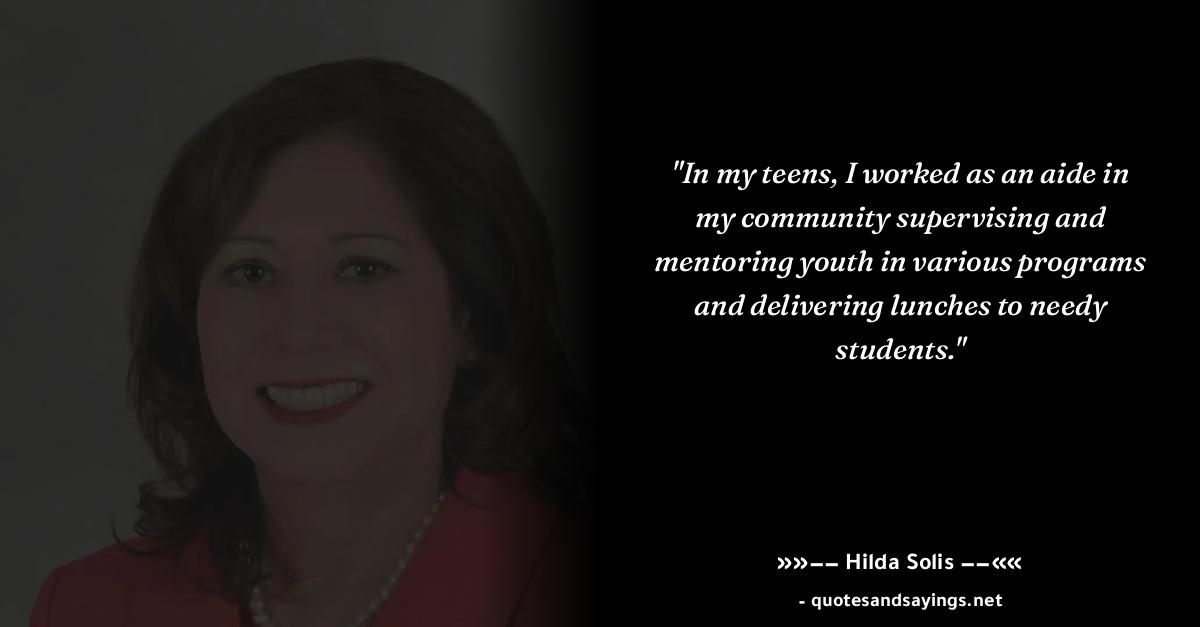 "In my teens, I worked as an aide in
my community supervising and
mentoring youth in various programs
and delivering lunches to needy
students."
»»−− Hilda Solis −−««
- quotesandsayings.net